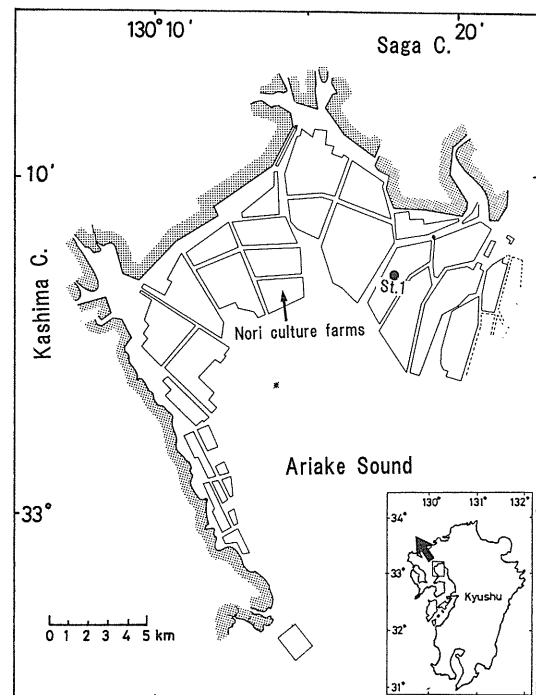 130° 10'
20'
Saga C.
10'
Kashima C.
St.1
Nori culture farms
Ariake Sound
33°
0 1 2 3 4 5 km
130° 131° 132°
34°
33°
32°
31°
Kyushu